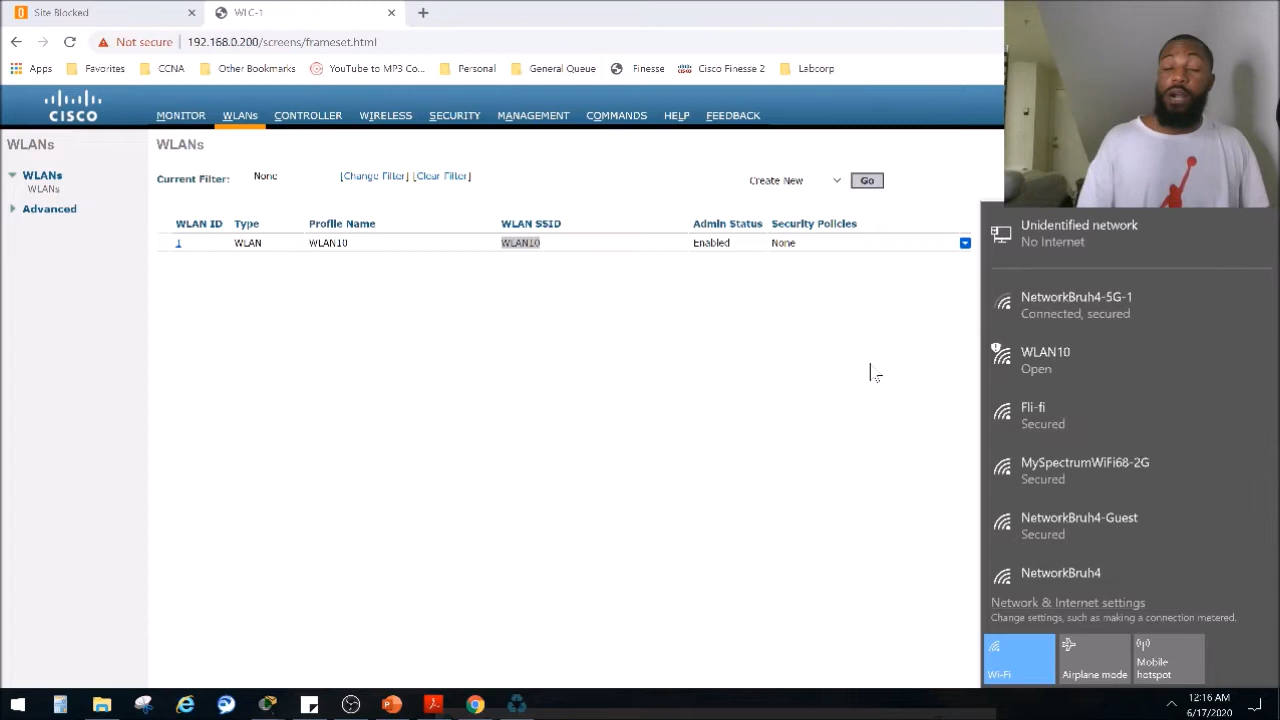 Site Blocked
WLC-1
Not secure 192.168.0.200/screens/frameset.html
Apps Favorites CCNA Other Bookmarks YouTube to MP3 Co... Personal General Queue Finesse Cisco Finesse 2 Labcorp
CISCO
MONITOR WLANs CONTROLLER WIRELESS SECURITY MANAGEMENT COMMANDS HELP FEEDBACK
WLANs
WLANs
WLANs
Advanced
WLANs
Current Filter: None [Change Filter] [Clear Filter] Create New Go
WLAN ID Type Profile Name WLAN SSID Admin Status Security Policies
1 WLAN WLAN10 WLAN10 Enabled None
Unidentified network
No Internet
NetworkBruh4-5G-1
Connected, secured
WLAN10
Open
Fli-fi
Secured
MySpectrumWiFi68-2G
Secured
NetworkBruh4-Guest
Secured
NetworkBruh4
Network & Internet settings
Change settings, such as making a connection metered.
Wi-Fi
Airplane mode
Mobile
hotspot
12:16 AM
6/17/2020